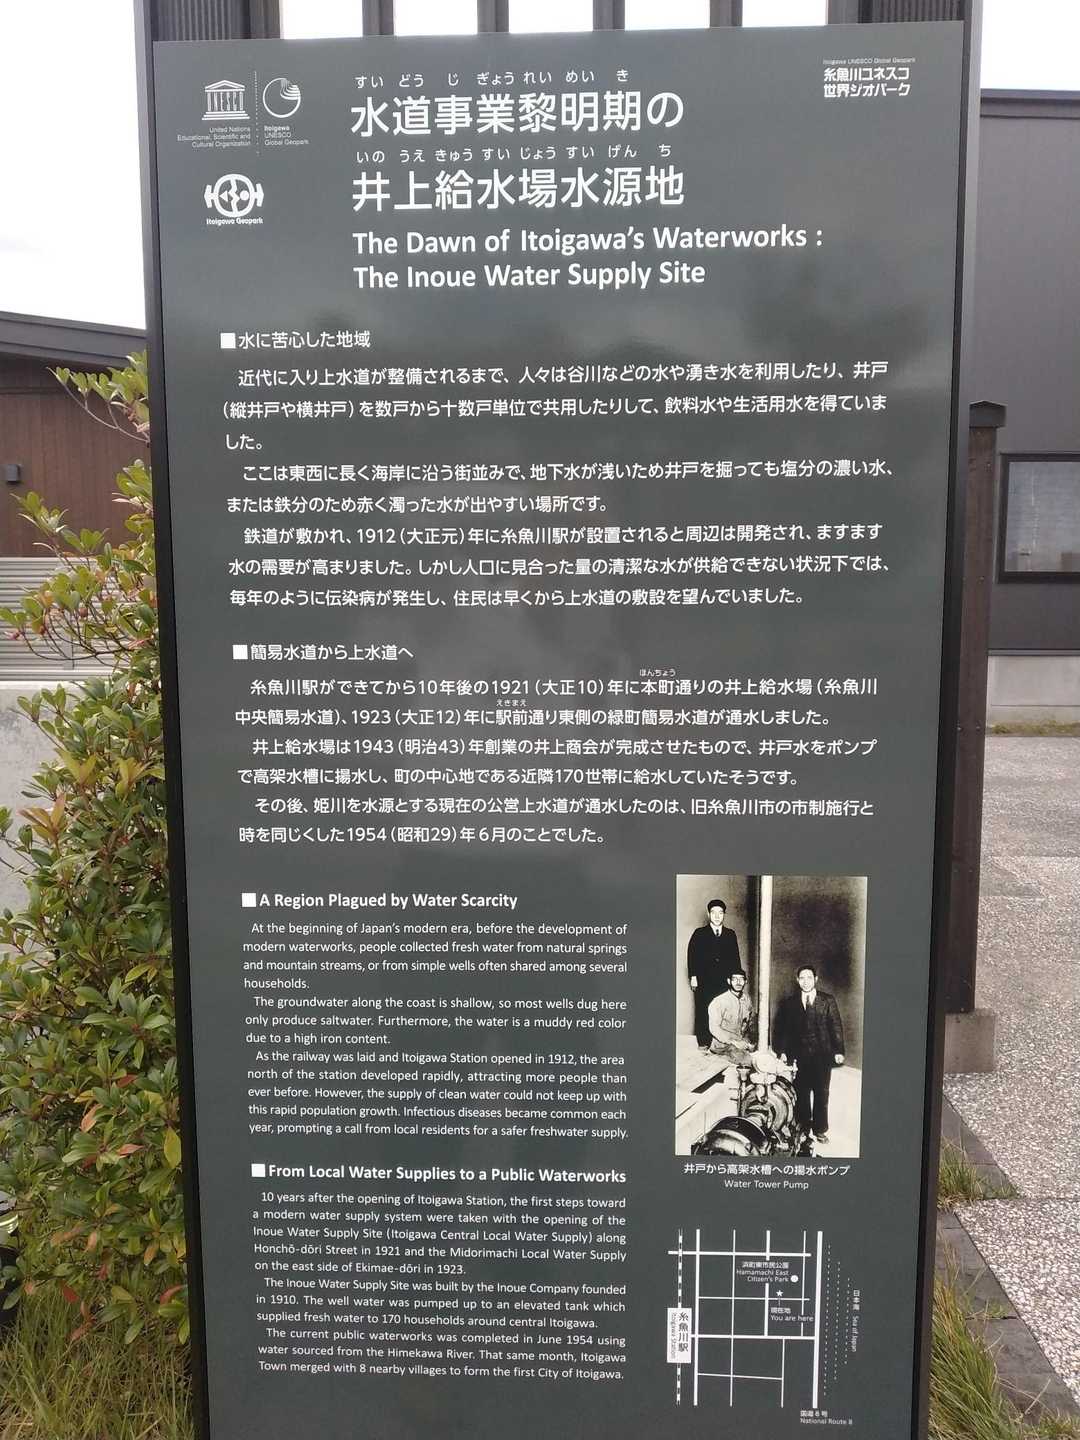 United Nations
Educational, Scientific and
Cultural Organization
Itoigawa
UNESCO
Global Geopark
Itoigawa UNESCO Global Geopark
糸魚川ユネスコ
世界ジオパーク
Itoigawa Geopark
すい どう じ ぎょう れい めい き
水道事業黎明期の
いの うえ きゅう すい じょう すい げん ち
井上給水場水源地
The Dawn of Itoigawa's Waterworks :
The Inoue Water Supply Site
■水に苦心した地域
近代に入り上水道が整備されるまで、人々は谷川などの水や湧き水を利用したり、井戸
（縦井戸や横井戸）を数戸から十数戸単位で共用したりして、飲料水や生活用水を得ていま
した。
ここは東西に長く海岸に沿う街並みで、地下水が浅いため井戸を掘っても塩分の濃い水、
または鉄分のため赤く濁った水が出やすい場所です。
鉄道が敷かれ、1912（大正元）年に糸魚川駅が設置されると周辺は開発され、ますます
水の需要が高まりました。しかし人口に見合った量の清潔な水が供給できない状況下では、
毎年のように伝染病が発生し、住民は早くから上水道の敷設を望んでいました。
■簡易水道から上水道へ
ほんちょう
糸魚川駅ができてから10年後の1921（大正10）年に本町通りの井上給水場（糸魚川
えきまえ
中央簡易水道）、1923（大正12）年に駅前通り東側の緑町簡易水道が通水しました。
井上給水場は1943（明治43）年創業の井上商会が完成させたもので、井戸水をポンプ
で高架水槽に揚水し、町の中心地である近隣170世帯に給水していたそうです。
その後、姫川を水源とする現在の公営上水道が通水したのは、旧糸魚川市の市制施行と
時を同じくした1954（昭和29）年６月のことでした。
■A Region Plagued by Water Scarcity
At the beginning of Japan's modern era, before the development of
modern waterworks, people collected fresh water from natural springs
and mountain streams, or from simple wells often shared among several
households.
The groundwater along the coast is shallow, so most wells dug here
only produce saltwater. Furthermore, the water is a muddy red color
due to a high iron content.
As the railway was laid and Itoigawa Station opened in 1912, the area
north of the station developed rapidly, attracting more people than
ever before. However, the supply of clean water could not keep up with
this rapid population growth. Infectious diseases became common each
year, prompting a call from local residents for a safer freshwater supply.
■From Local Water Supplies to a Public Waterworks
10 years after the opening of Itoigawa Station, the first steps toward
a modern water supply system were taken with the opening of the
Inoue Water Supply Site (Itoigawa Central Local Water Supply) along
Honchō-dōri Street in 1921 and the Midorimachi Local Water Supply
on the east side of Ekimae-dōri in 1923.
The Inoue Water Supply Site was built by the Inoue Company founded
in 1910. The well water was pumped up to an elevated tank which
supplied fresh water to 170 households around central Itoigawa.
The current public waterworks was completed in June 1954 using
water sourced from the Himekawa River. That same month, Itoigawa
Town merged with 8 nearby villages to form the first City of Itoigawa.
井戸から高架水槽への揚水ポンプ
Water Tower Pump
浜町東市民公園
Hamamachi East
Citizen's Park
現在地
You are here
糸魚川駅
Itoigawa Station
日本海 Sea of Japan
国道８号
National Route 8